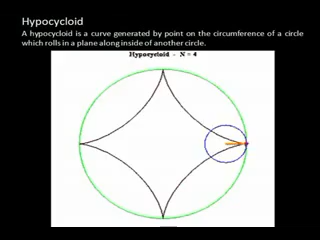 Hypocycloid
A hypocycloid is a curve generated by point on the circumference of a circle
which rolls in a plane along inside of another circle.
Hypocycloid - N = 4